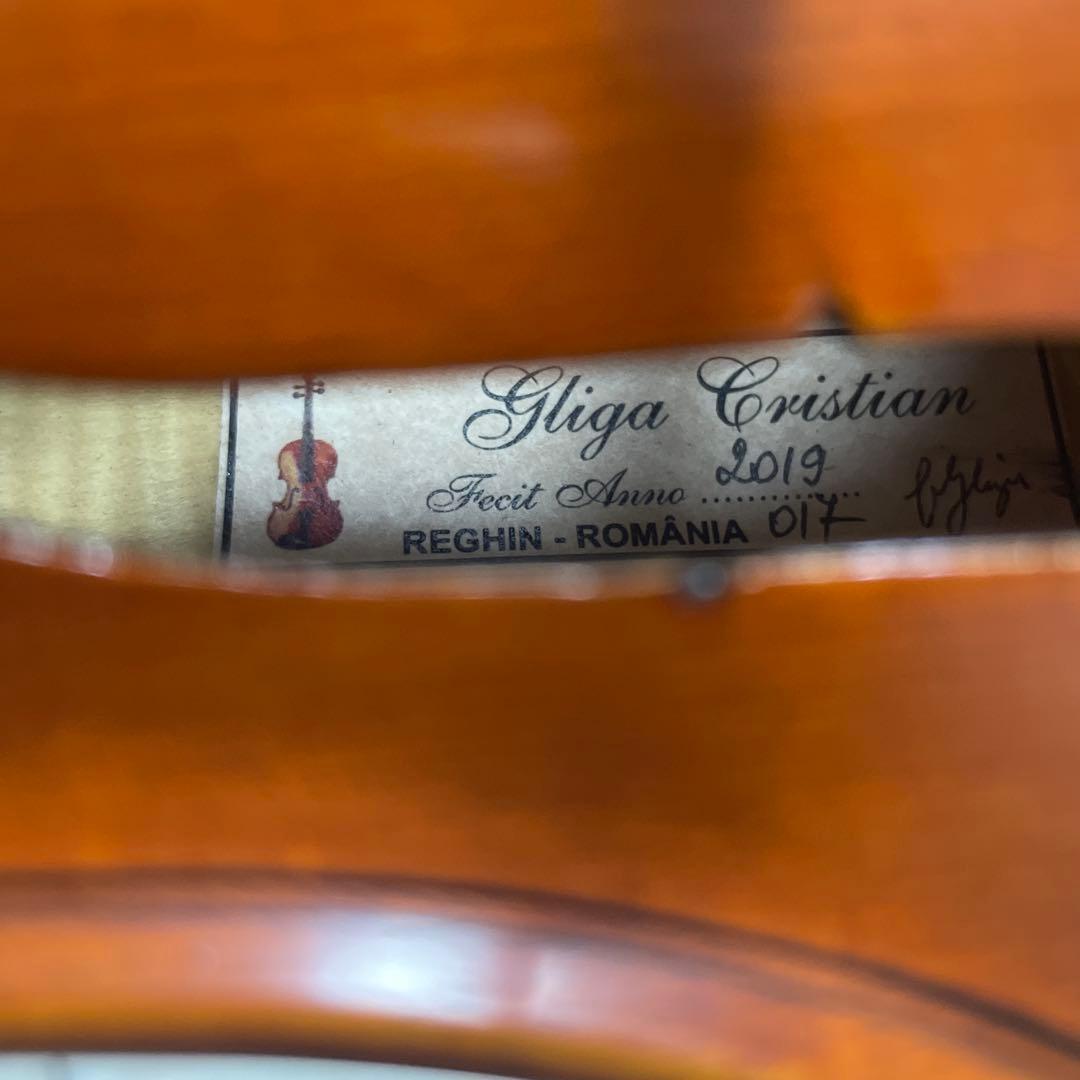 Gliga Cristian
Fecit Anno ............ 2019
REGHIN - ROMÂNIA 017